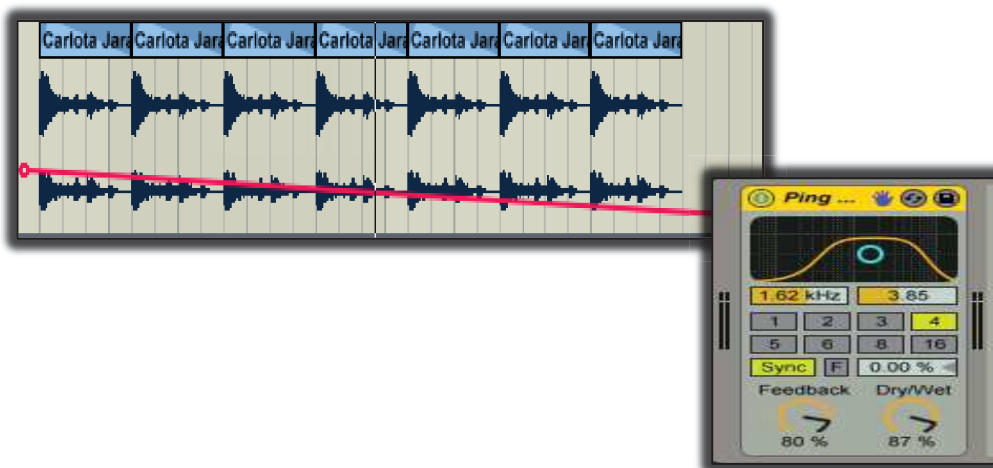 Carlota Jara Carlota Jara Carlota Jara Carlota Jara Carlota Jara Carlota Jara Carlota Jara
Ping ...
1.62 kHz 3.85
1 2 3 4
5 6 8 16
Sync F 0.00 %
Feedback Dry/Wet
80 % 87 %